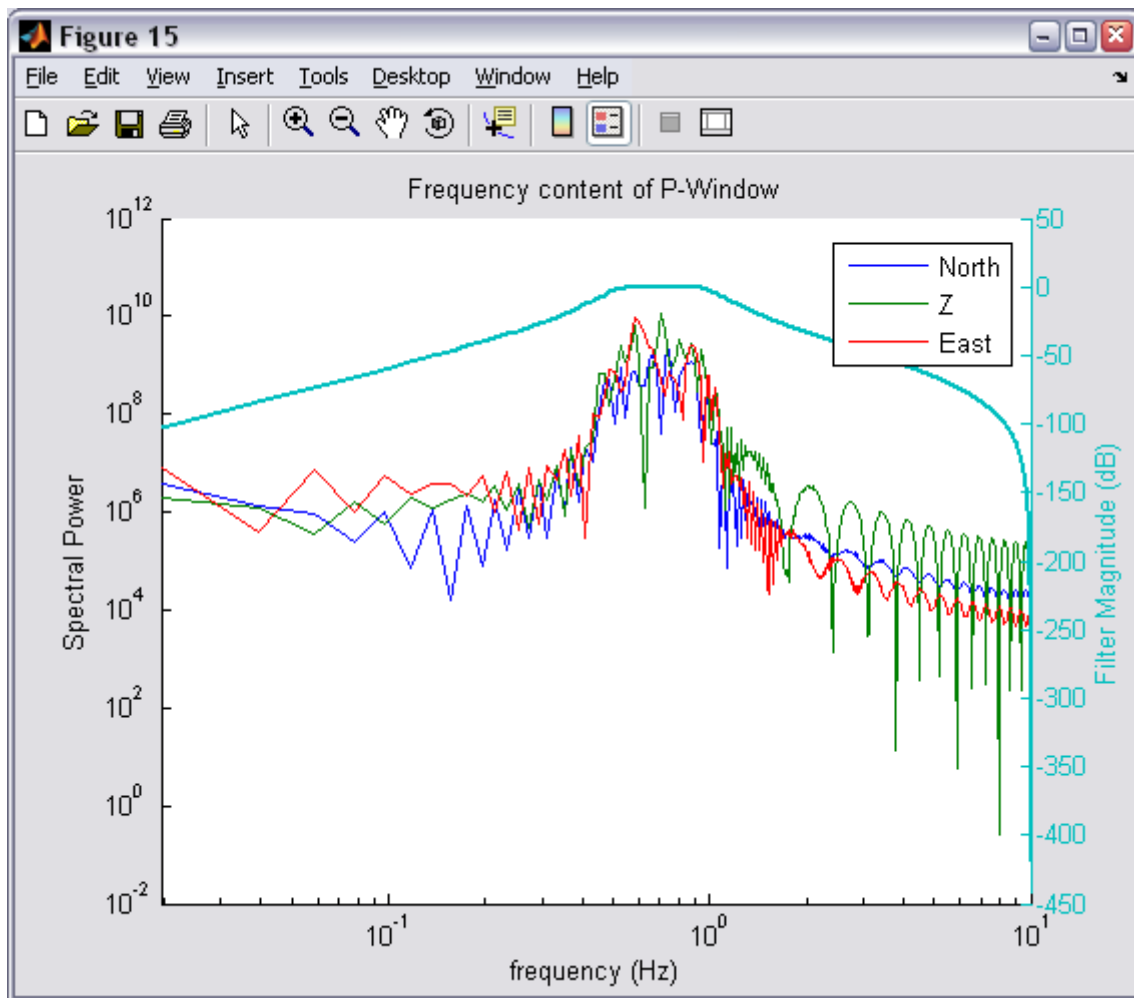 Figure 15
File Edit View Insert Tools Desktop Window Help
Frequency content of P-Window
10^12
10^10
10^8
10^6
10^4
10^2
10^0
10^-2
Spectral Power
50
0
-50
-100
-150
-200
-250
-300
-350
-400
-450
Filter Magnitude (dB)
North
Z
East
10^-1
10^0
10^1
frequency (Hz)